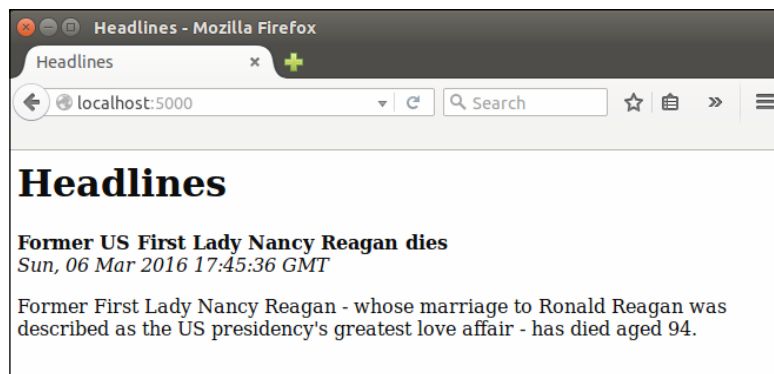 Headlines - Mozilla Firefox
Headlines
localhost:5000
Search
Headlines
Former US First Lady Nancy Reagan dies
Sun, 06 Mar 2016 17:45:36 GMT
Former First Lady Nancy Reagan - whose marriage to Ronald Reagan was
described as the US presidency's greatest love affair - has died aged 94.